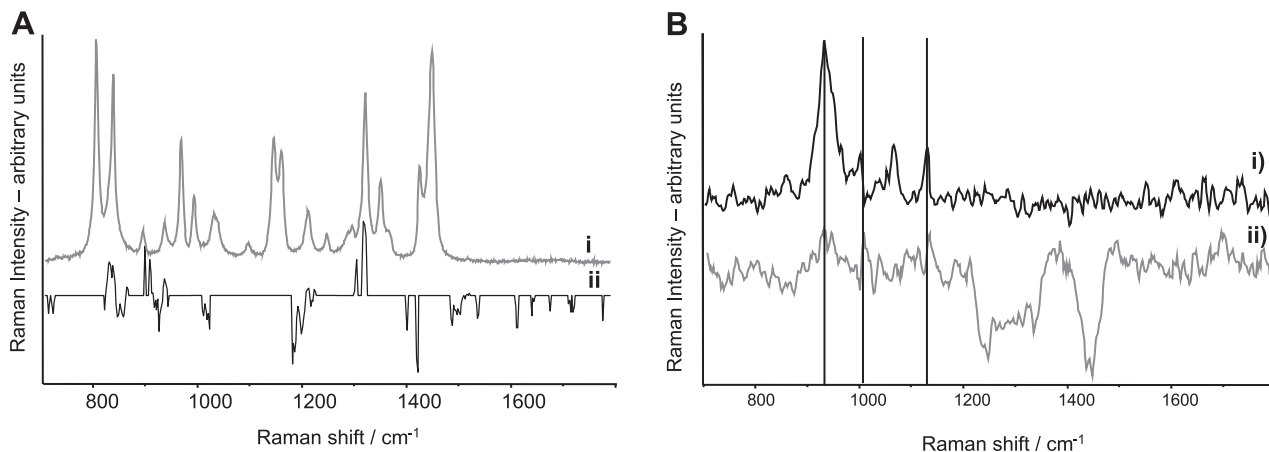 A
Raman Intensity – arbitrary units
i
ii
800 1000 1200 1400 1600
Raman shift / cm-1
B
Raman Intensity – arbitrary units
i)
ii)
800 1000 1200 1400 1600
Raman shift / cm-1